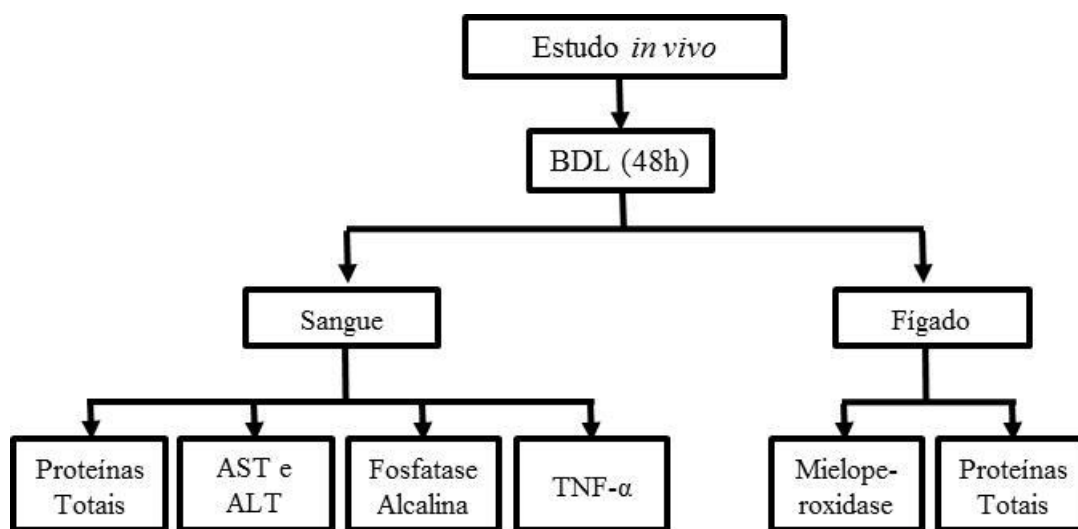 Estudo in vivo
BDL (48h)
Sangue
Fígado
Proteínas
Totais
AST e
ALT
Fosfatase
Alcalina
TNF-α
Mielope-
roxidase
Proteínas
Totais